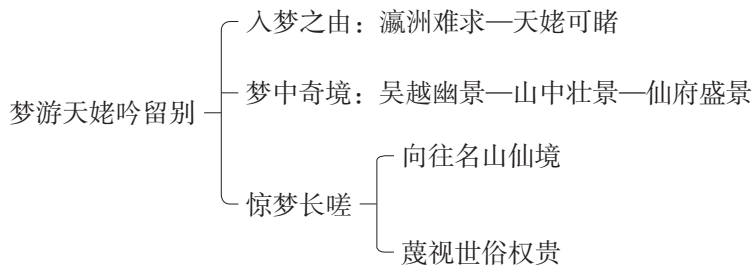 入梦之由：瀛洲难求—天姥可睹
梦游天姥吟留别
梦中奇境：吴越幽景—山中壮景—仙府盛景
惊梦长嗟
向往名山仙境
蔑视世俗权贵